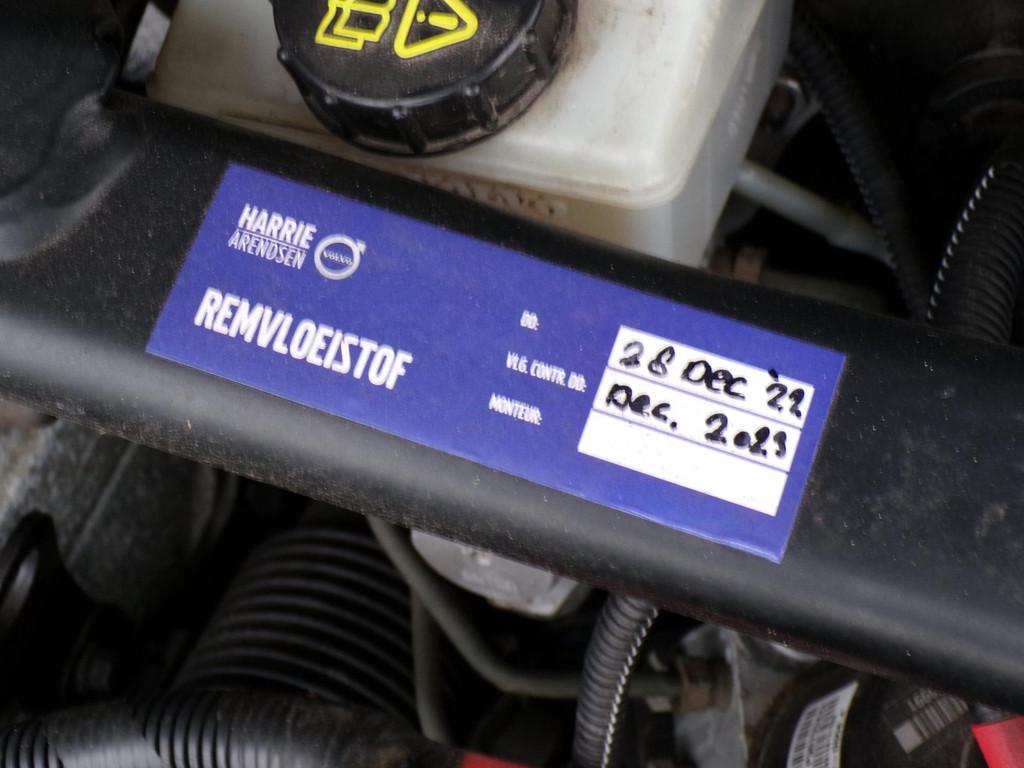 HARRIE
ARENDSEN
VOLVO
REMVLOEISTOF
DD: 28 Dec '22
VLG. CONTR. DD: Dec. 2023
MONTEUR: